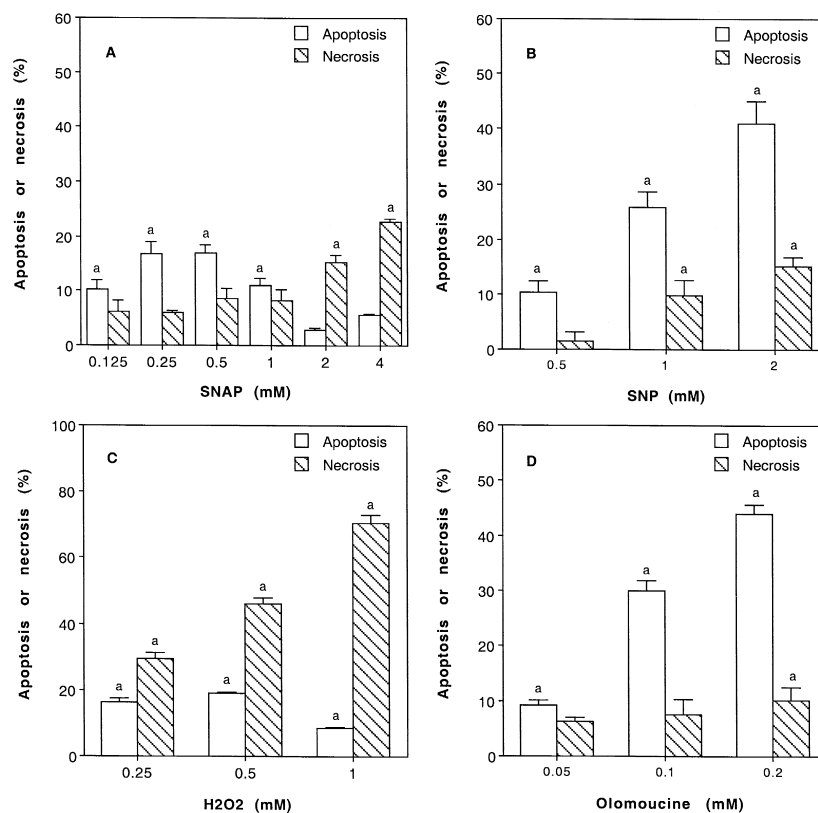 A
Apoptosis
Necrosis
Apoptosis or necrosis (%)
60
50
40
30
20
10
0
a a a a a a
0.125 0.25 0.5 1 2 4
SNAP (mM)
B
Apoptosis
Necrosis
Apoptosis or necrosis (%)
60
50
40
30
20
10
0
a a a a a
0.5 1 2
SNP (mM)
C
Apoptosis
Necrosis
Apoptosis or necrosis (%)
100
80
60
40
20
0
a a a a a a
0.25 0.5 1
H2O2 (mM)
D
Apoptosis
Necrosis
Apoptosis or necrosis (%)
60
50
40
30
20
10
0
a a a a
0.05 0.1 0.2
Olomoucine (mM)